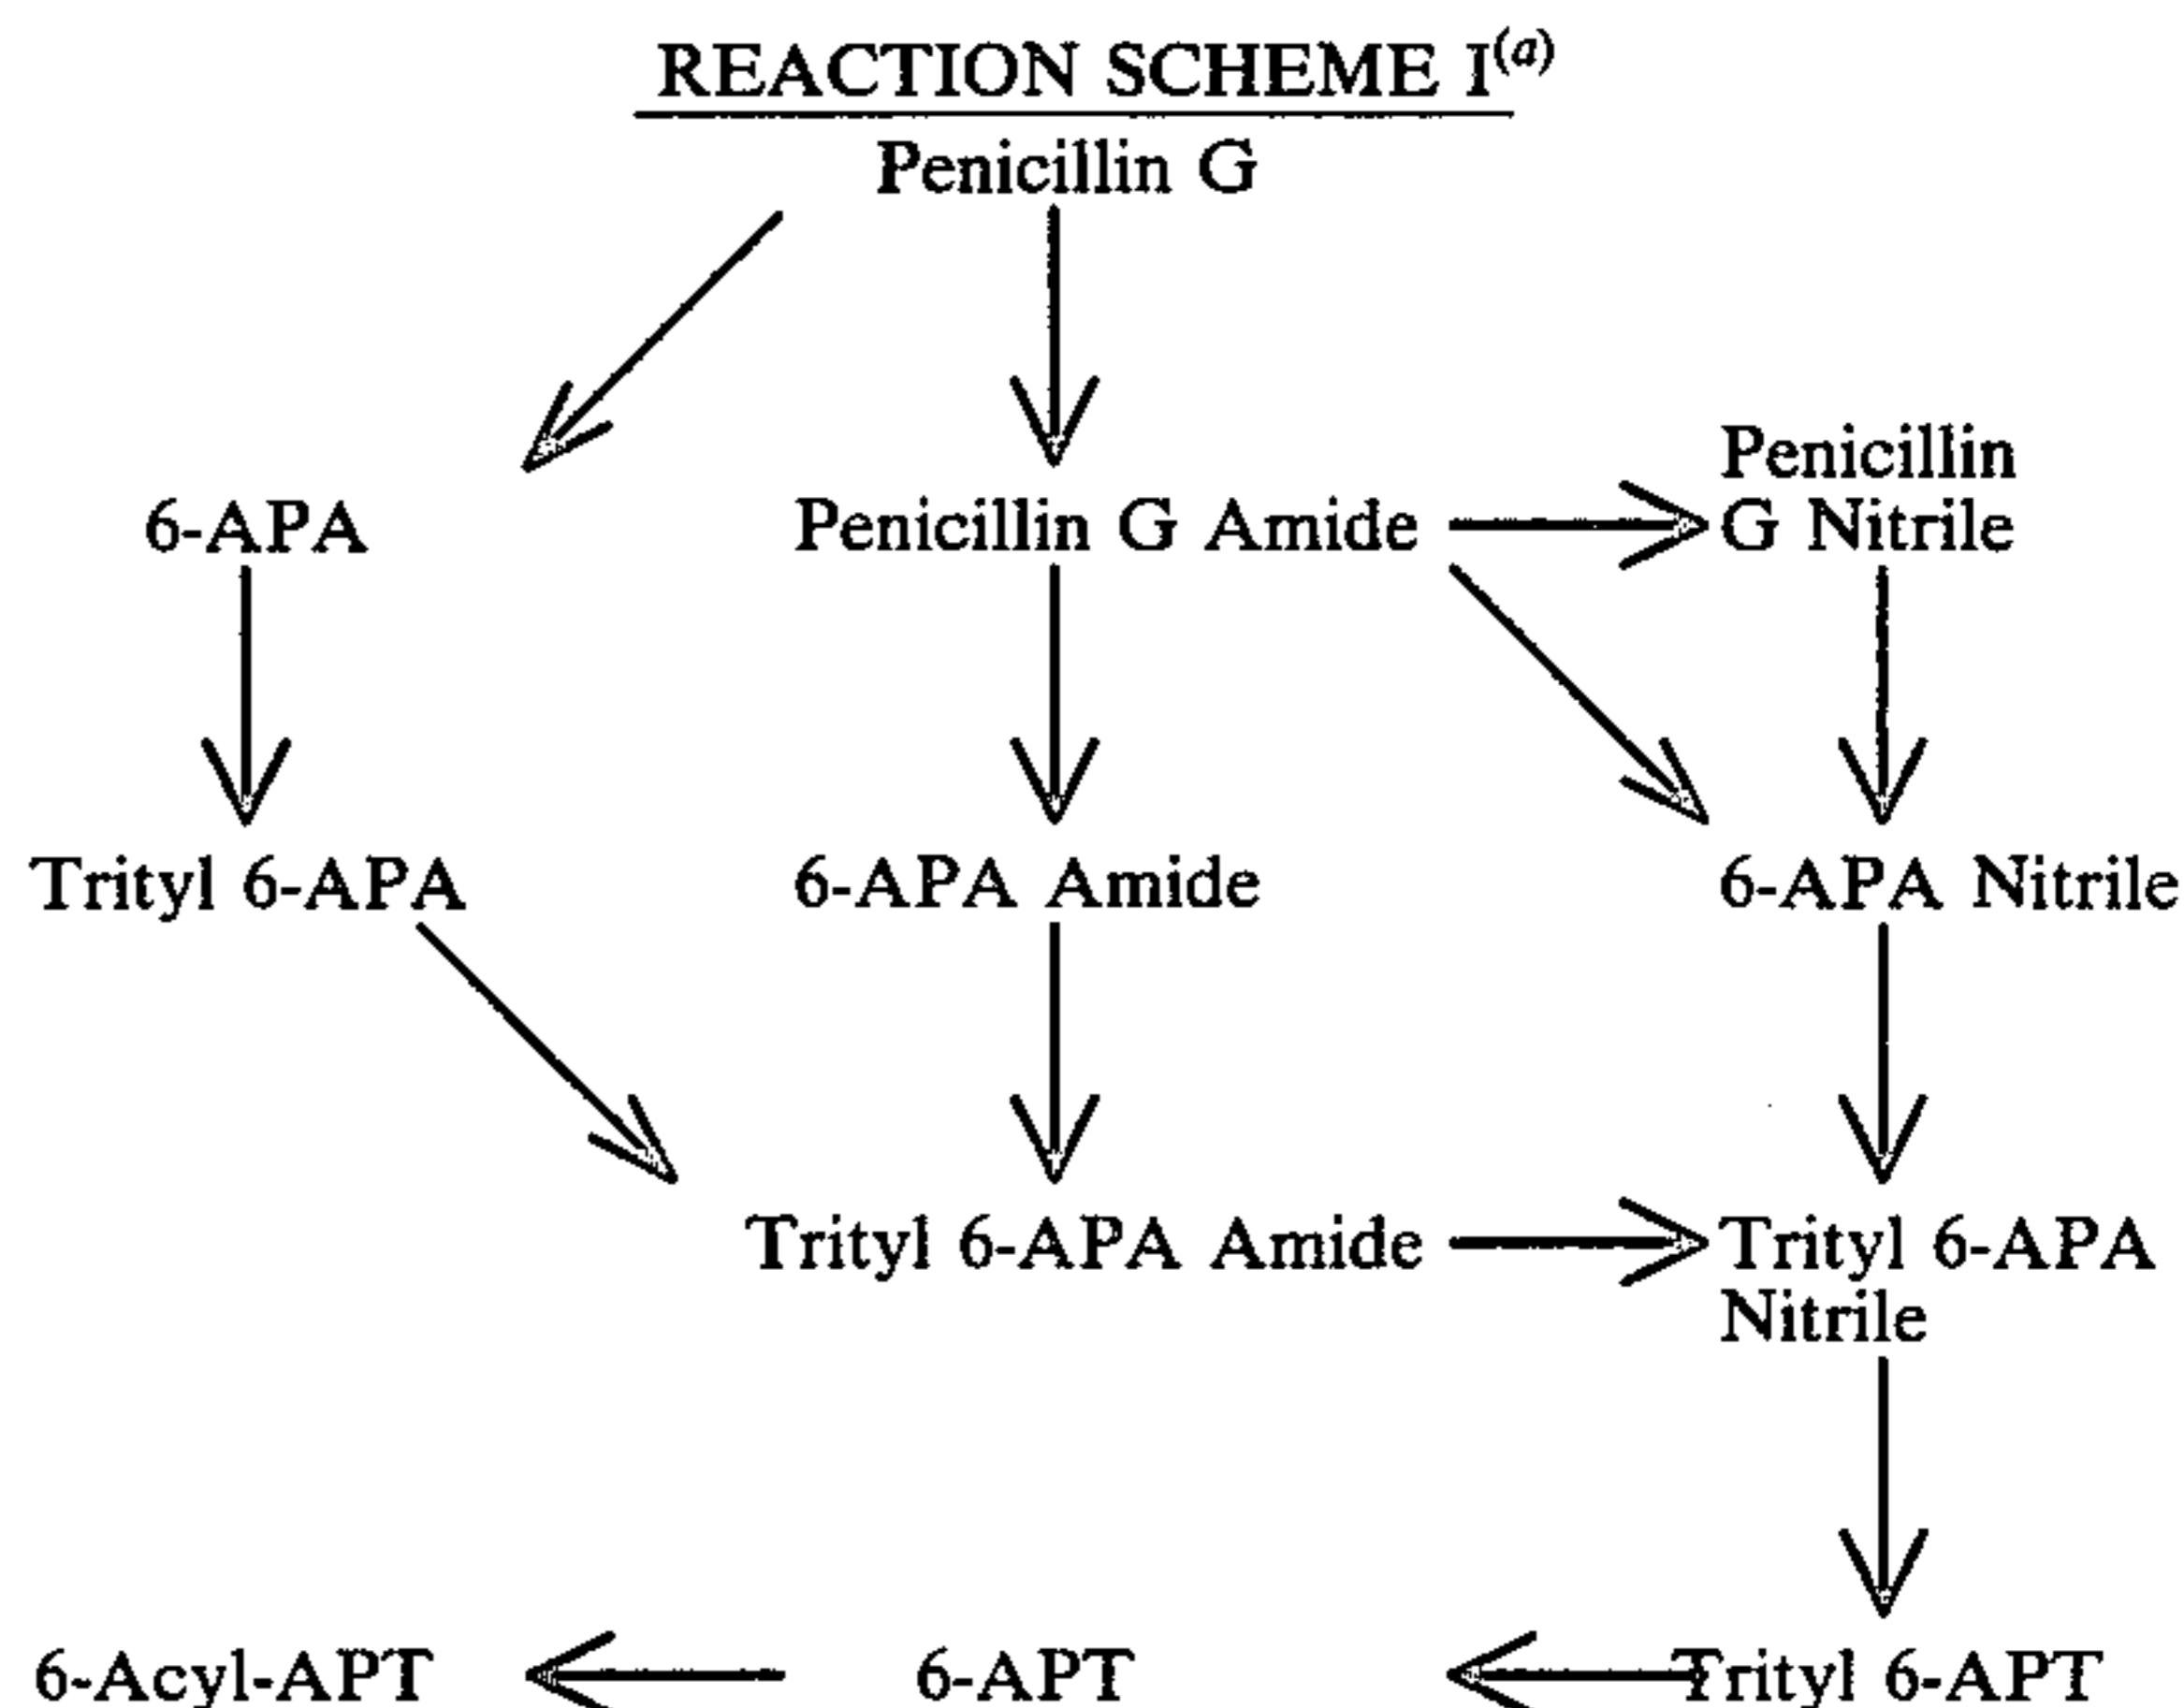 REACTION SCHEME I(a)
Penicillin G
Penicillin
6-APA Penicillin G Amide G Nitrile
Trityl 6-APA 6-APA Amide 6-APA Nitrile
Trityl 6-APA Amide Trityl 6-APA
Nitrile
6-Acyl-APT 6-APT Trityl 6-APT